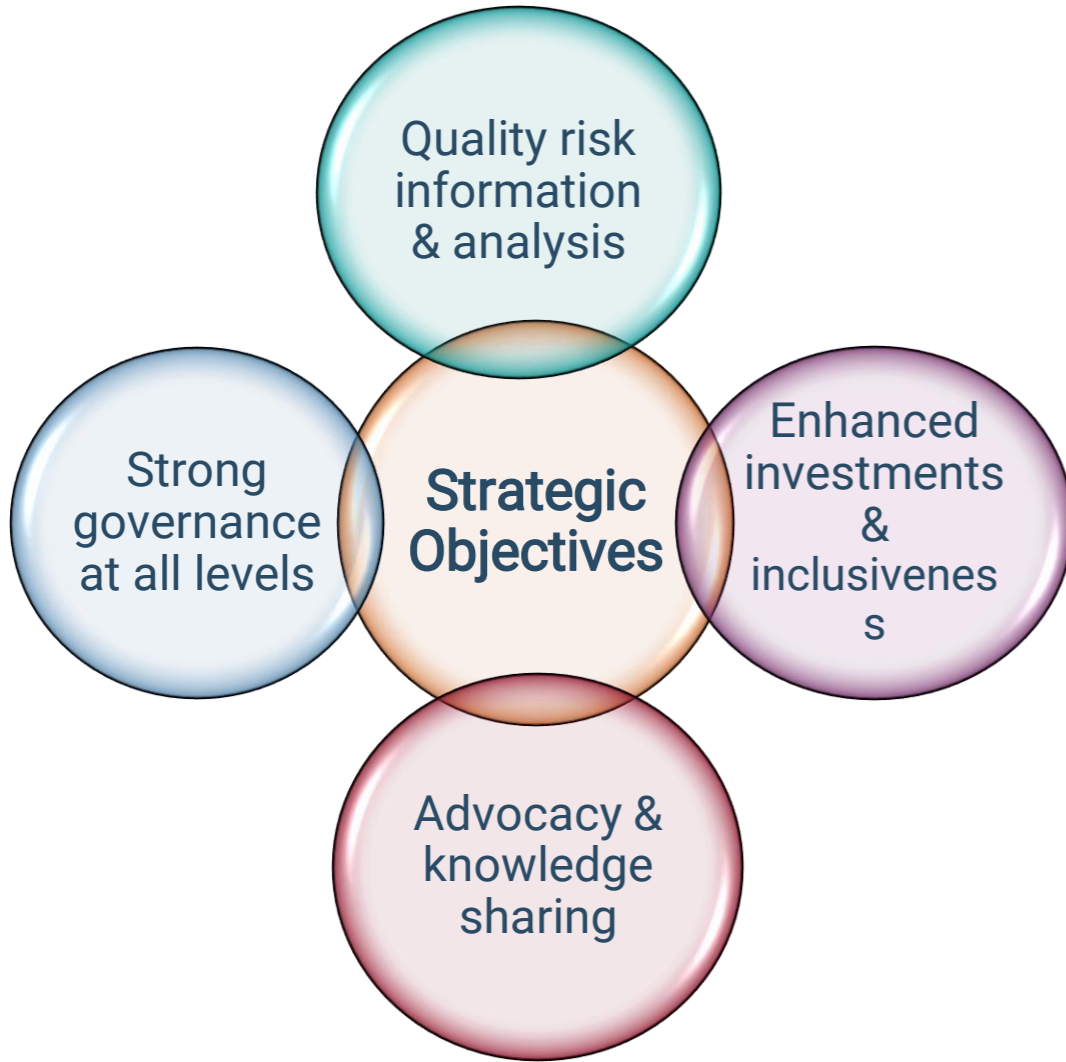 Quality risk
information
& analysis
Strong
governance
at all levels
Strategic
Objectives
Enhanced
investments
&
inclusivenes
s
Advocacy &
knowledge
sharing